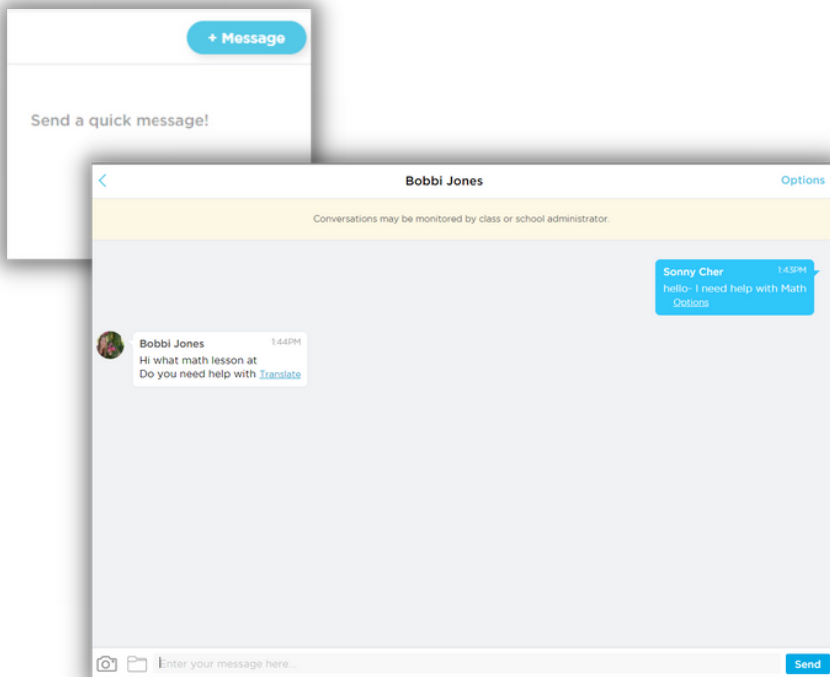 + Message
Send a quick message!
Bobbi Jones
Options
Conversations may be monitored by class or school administrator.
Sonny Cher 1:43PM
hello- I need help with Math
Options
Bobbi Jones 1:44PM
Hi what math lesson at
Do you need help with Translate
Enter your message here...
Send